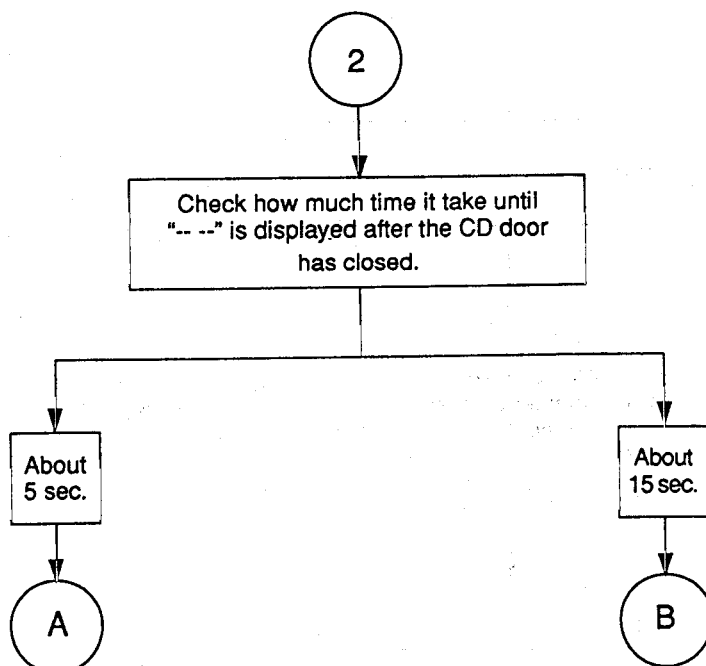 2
Check how much time it take until
"-- --" is displayed after the CD door
has closed.
About
5 sec.
About
15 sec.
A
B